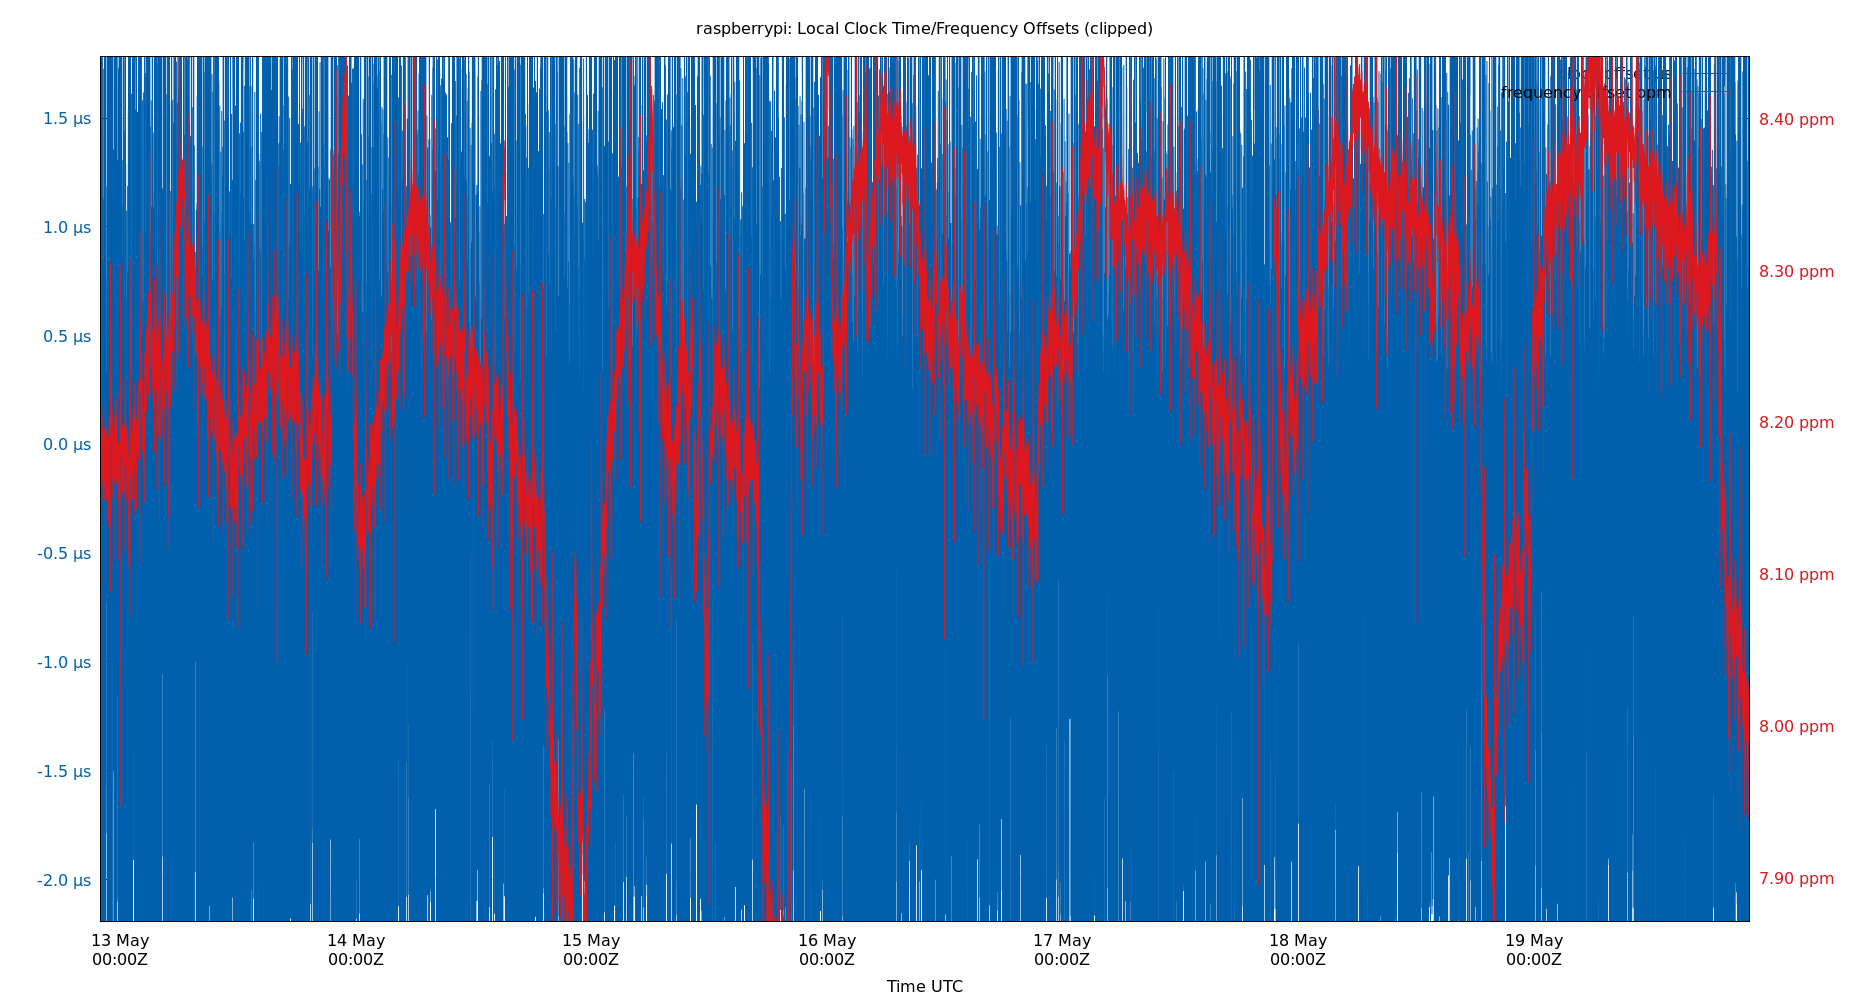 raspberrypi: Local Clock Time/Frequency Offsets (clipped)
frequency offset ppm
1.5 µs
1.0 µs
0.5 µs
0.0 µs
-0.5 µs
-1.0 µs
-1.5 µs
-2.0 µs
8.40 ppm
8.30 ppm
8.20 ppm
8.10 ppm
8.00 ppm
7.90 ppm
13 May 14 May 15 May 16 May 17 May 18 May 19 May
00:00Z 00:00Z 00:00Z 00:00Z 00:00Z 00:00Z 00:00Z
Time UTC